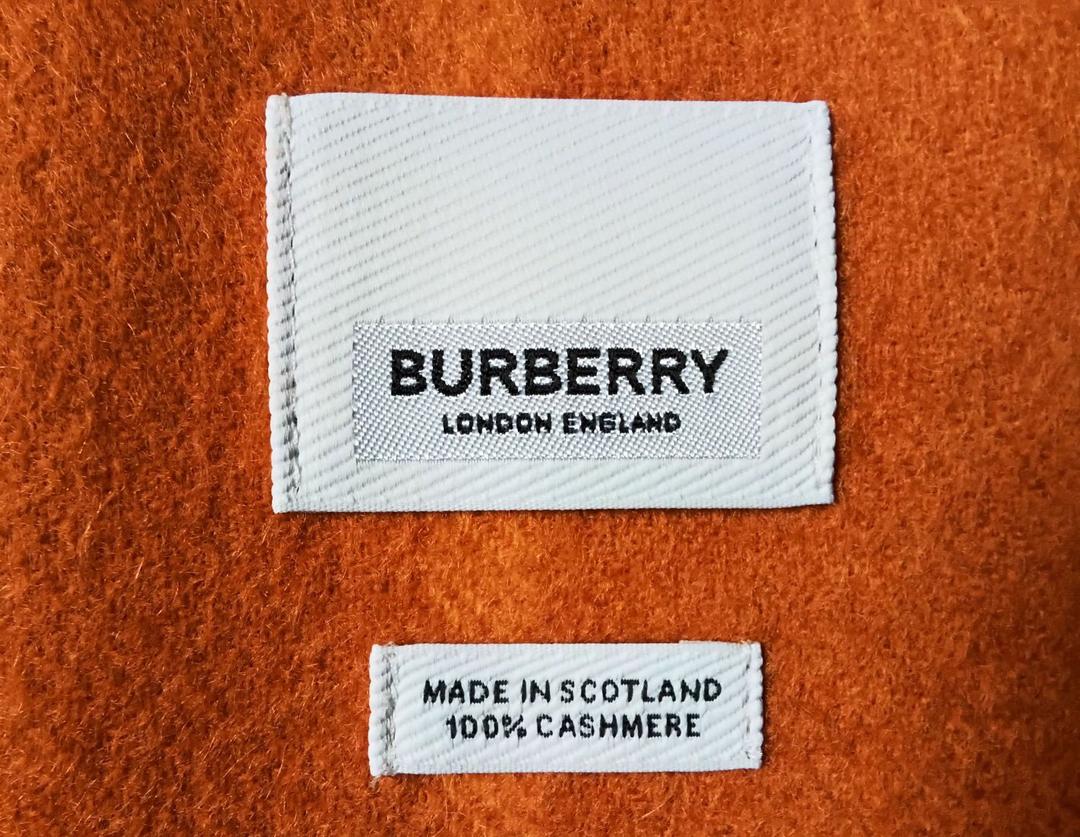 BURBERRY
LONDON ENGLAND
MADE IN SCOTLAND
100% CASHMERE